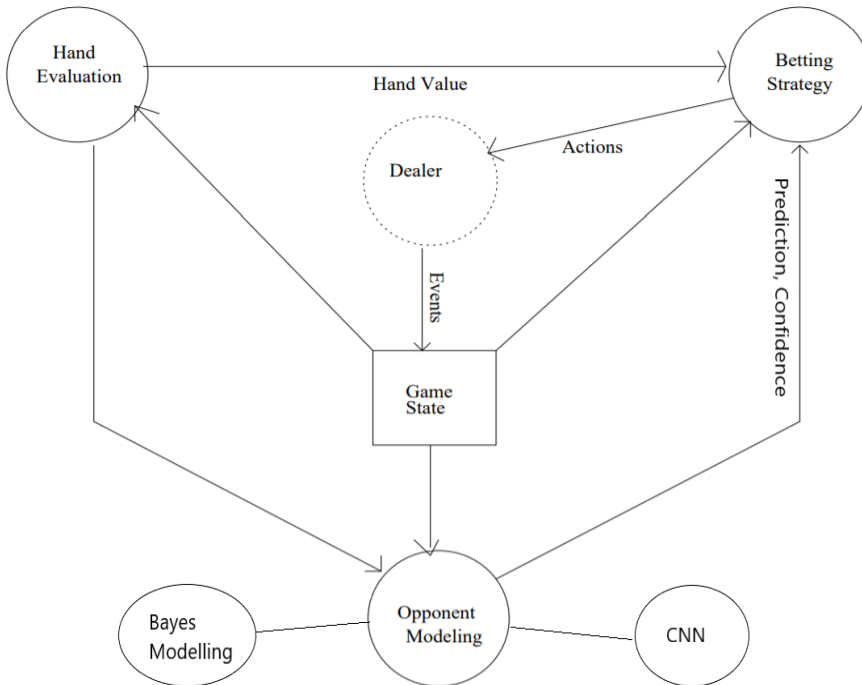 Hand
Evaluation
Betting
Strategy
Hand Value
Actions
Dealer
Prediction, Confidence
Events
Game
State
Opponent
Modeling
Bayes
Modelling
CNN